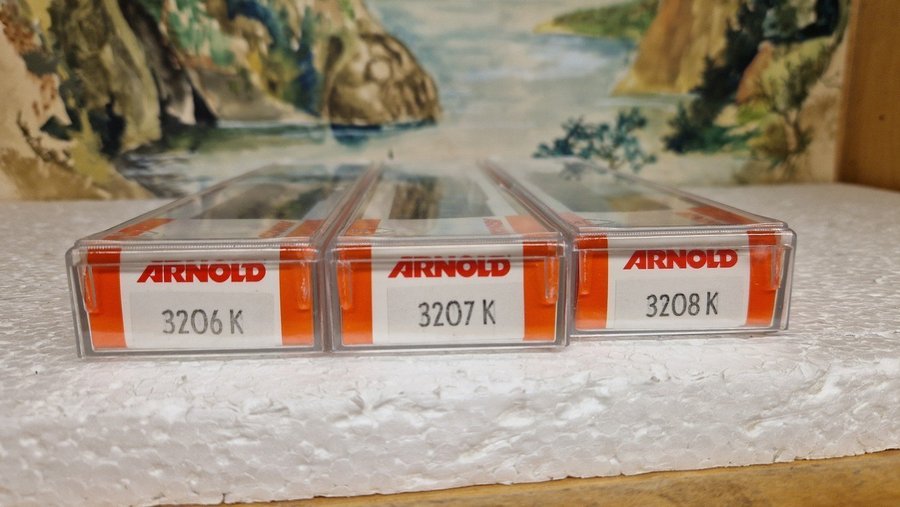 ARNOLD
3206 K
ARNOLD
3207 K
ARNOLD
3208 K